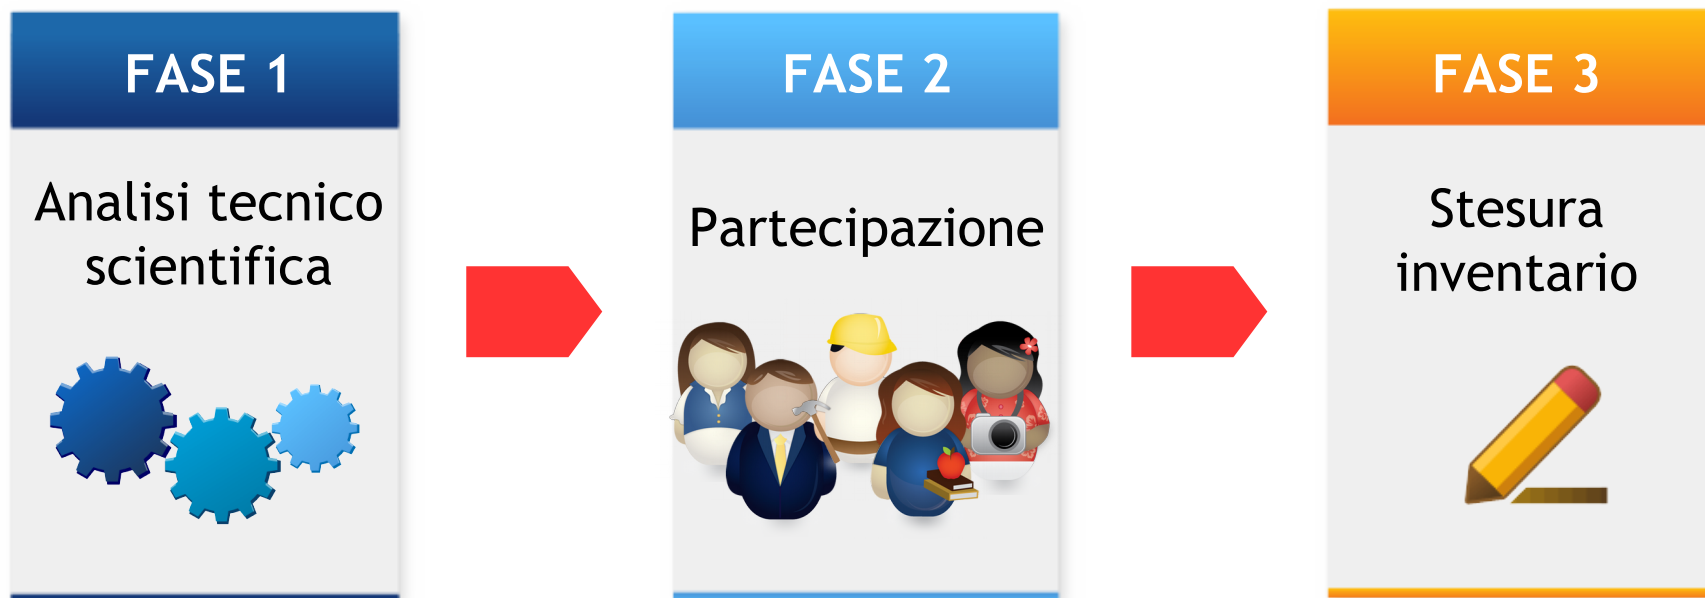 FASE 1
Analisi tecnico
scientifica
FASE 2
Partecipazione
FASE 3
Stesura
inventario